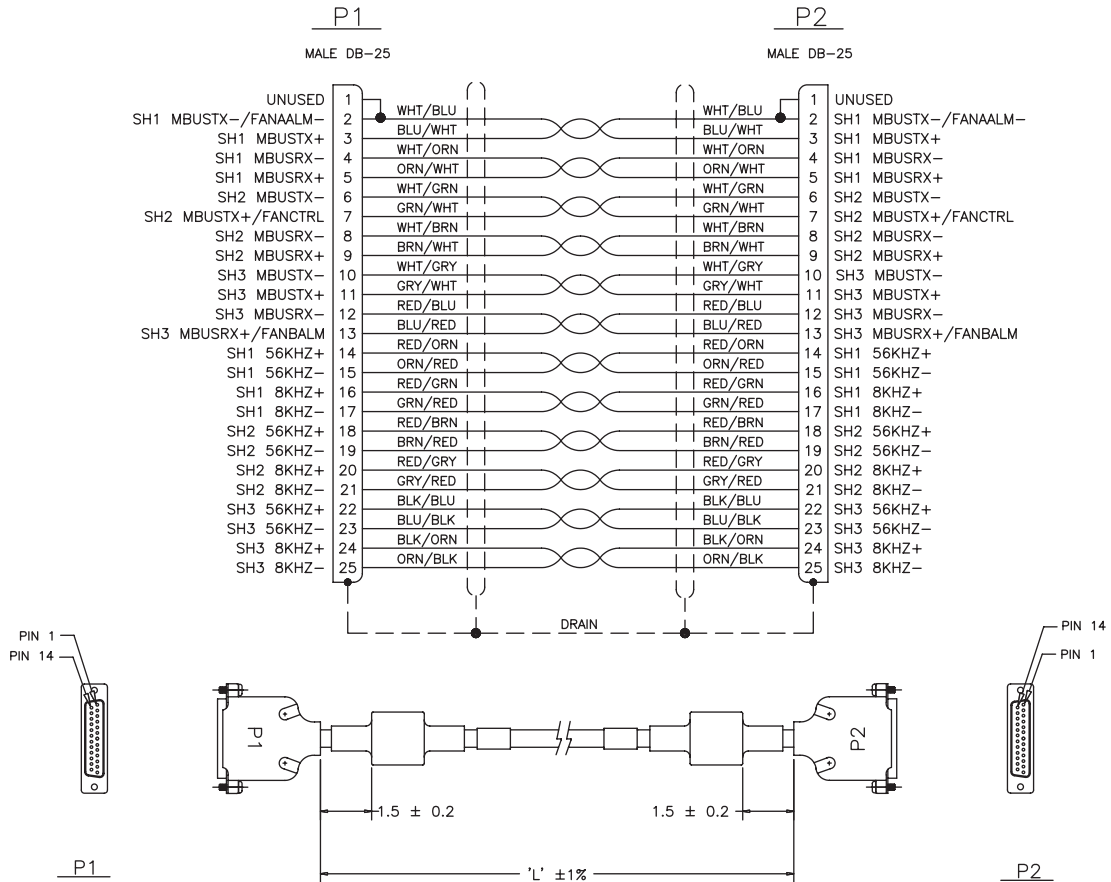 P1 P2
MALE DB-25 MALE DB-25
UNUSED 1 1 UNUSED
SH1 MBUSTX-/FANAALM- 2 WHT/BLU WHT/BLU 2 SH1 MBUSTX-/FANAALM-
SH1 MBUSTX+ 3 BLU/WHT BLU/WHT 3 SH1 MBUSTX+
SH1 MBUSRX- 4 WHT/ORN WHT/ORN 4 SH1 MBUSRX-
SH1 MBUSRX+ 5 ORN/WHT ORN/WHT 5 SH1 MBUSRX+
SH2 MBUSTX- 6 WHT/GRN WHT/GRN 6 SH2 MBUSTX-
SH2 MBUSTX+/FANCTRL 7 GRN/WHT GRN/WHT 7 SH2 MBUSTX+/FANCTRL
SH2 MBUSRX- 8 WHT/BRN WHT/BRN 8 SH2 MBUSRX-
SH2 MBUSRX+ 9 BRN/WHT BRN/WHT 9 SH2 MBUSRX+
SH3 MBUSTX- 10 WHT/GRY WHT/GRY 10 SH3 MBUSTX-
SH3 MBUSTX+ 11 GRY/WHT GRY/WHT 11 SH3 MBUSTX+
SH3 MBUSRX- 12 RED/BLU RED/BLU 12 SH3 MBUSRX-
SH3 MBUSRX+/FANBALM 13 BLU/RED BLU/RED 13 SH3 MBUSRX+/FANBALM
SH1 56KHZ+ 14 RED/ORN RED/ORN 14 SH1 56KHZ+
SH1 56KHZ- 15 ORN/RED ORN/RED 15 SH1 56KHZ-
SH1 8KHZ+ 16 RED/GRN RED/GRN 16 SH1 8KHZ+
SH1 8KHZ- 17 GRN/RED GRN/RED 17 SH1 8KHZ-
SH2 56KHZ+ 18 RED/BRN RED/BRN 18 SH2 56KHZ+
SH2 56KHZ- 19 BRN/RED BRN/RED 19 SH2 56KHZ-
SH2 8KHZ+ 20 RED/GRY RED/GRY 20 SH2 8KHZ+
SH2 8KHZ- 21 GRY/RED GRY/RED 21 SH2 8KHZ-
SH3 56KHZ+ 22 BLK/BLU BLK/BLU 22 SH3 56KHZ+
SH3 56KHZ- 23 BLU/BLK BLU/BLK 23 SH3 56KHZ-
SH3 8KHZ+ 24 BLK/ORN BLK/ORN 24 SH3 8KHZ+
SH3 8KHZ- 25 ORN/BLK ORN/BLK 25 SH3 8KHZ-
DRAIN
PIN 1 PIN 14
PIN 14 PIN 1
P1 P2
1.5 ± 0.2 1.5 ± 0.2
P1 'L' ±1% P2